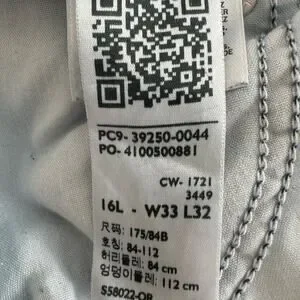 PC9- 39250-0044
PO- 4100500881
CW- 1721
3449
16L - W33 L32
尺码: 175/84B
호칭: 84-112
허리둘레: 84 cm
엉덩이둘레: 112 cm
S58022-OR